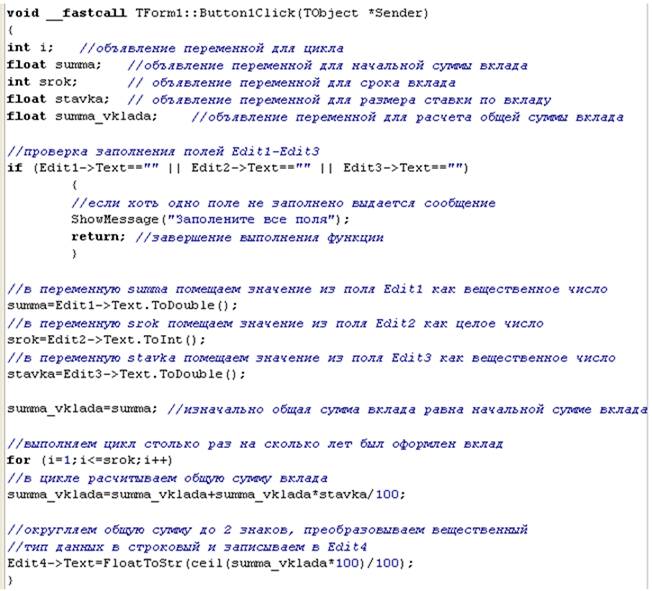 void __fastcall TForm1::Button1Click(TObject *Sender)
{
int i; //объявление переменной для цикла
float summa; //объявление переменной для начальной суммы вклада
int srok; // объявление переменной для срока вклада
float stavka; // объявление переменной для размера ставки по вкладу
float summa_vklada; //объявление переменной для расчета общей суммы вклада
//проверка заполнения полей Edit1-Edit3
if (Edit1->Text=="" || Edit2->Text=="" || Edit3->Text=="")
{
//если хоть одно поле не заполнено выдается сообщение
ShowMessage("Заполените все поля");
return; //завершение выполнения функции
}
//в переменную summa помещаем значение из поля Edit1 как вещественное число
summa=Edit1->Text.ToDouble();
//в переменную srok помещаем значение из поля Edit2 как целое число
srok=Edit2->Text.ToInt();
//в переменную stavka помещаем значение из поля Edit3 как вещественное число
stavka=Edit3->Text.ToDouble();
summa_vklada=summa; //изначально общая сумма вклада равна начальной сумме вклада
//выполняем цикл столько раз на сколько лет был оформлен вклад
for (i=1;i<=srok;i++)
//в цикле расчитываем общую сумму вклада
summa_vklada=summa_vklada+summa_vklada*stavka/100;
//округляем общую сумму до 2 знаков, преобразовываем вещественный
//тип данных в строковый и записываем в Edit4
Edit4->Text=FloatToStr(ceil(summa_vklada*100)/100);
}